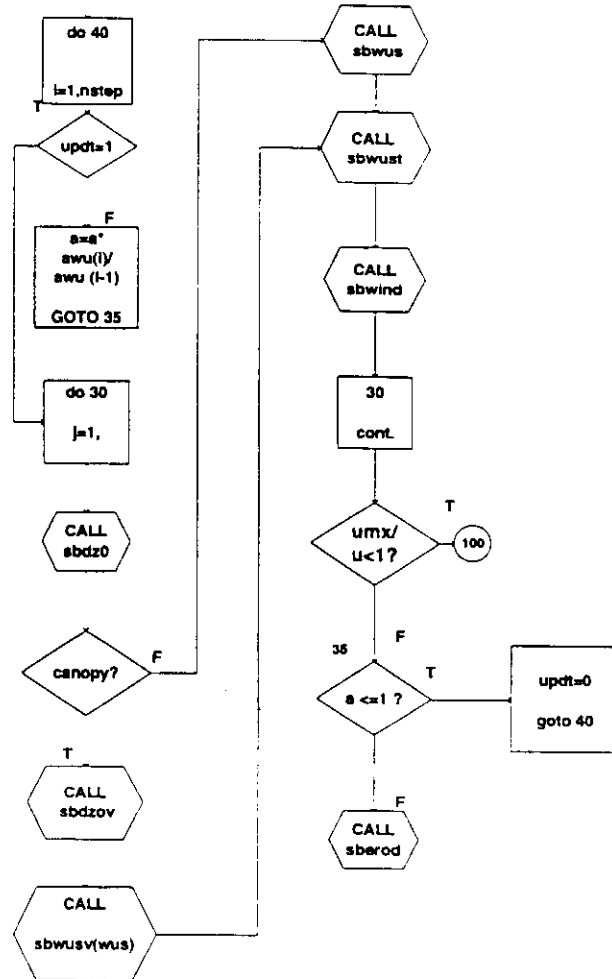 do 40
i=1,nstep
T
updt=1
F
a=a*
awu(i)/
awu (i-1)
GOTO 35
do 30
j=1,
CALL
sbdz0
canopy?
F
T
CALL
sbdzov
CALL
sbwusv(wus)
CALL
sbwus
CALL
sbwust
CALL
sbwind
30
cont.
T
umx/
u<1?
100
F
35
T
a <=1 ?
updt=0
goto 40
F
CALL
sberod